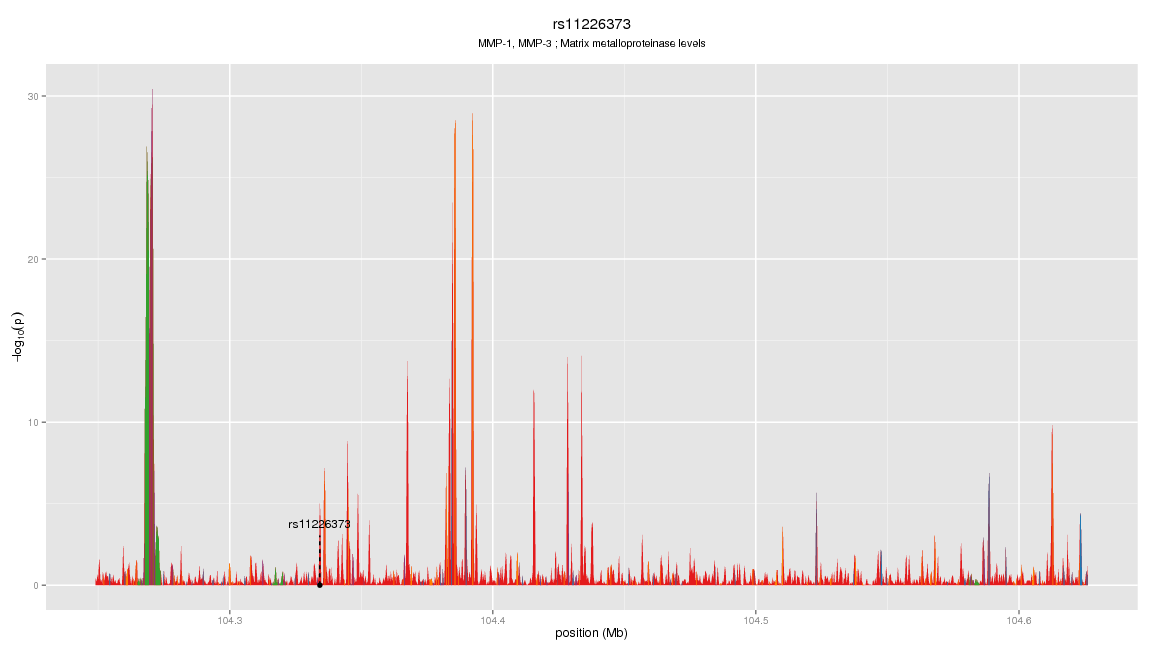 rs11226373
MMP-1, MMP-3 ; Matrix metalloproteinase levels
30
20
10
0
−log10(p)
rs11226373
104.3
104.4
104.5
104.6
position (Mb)